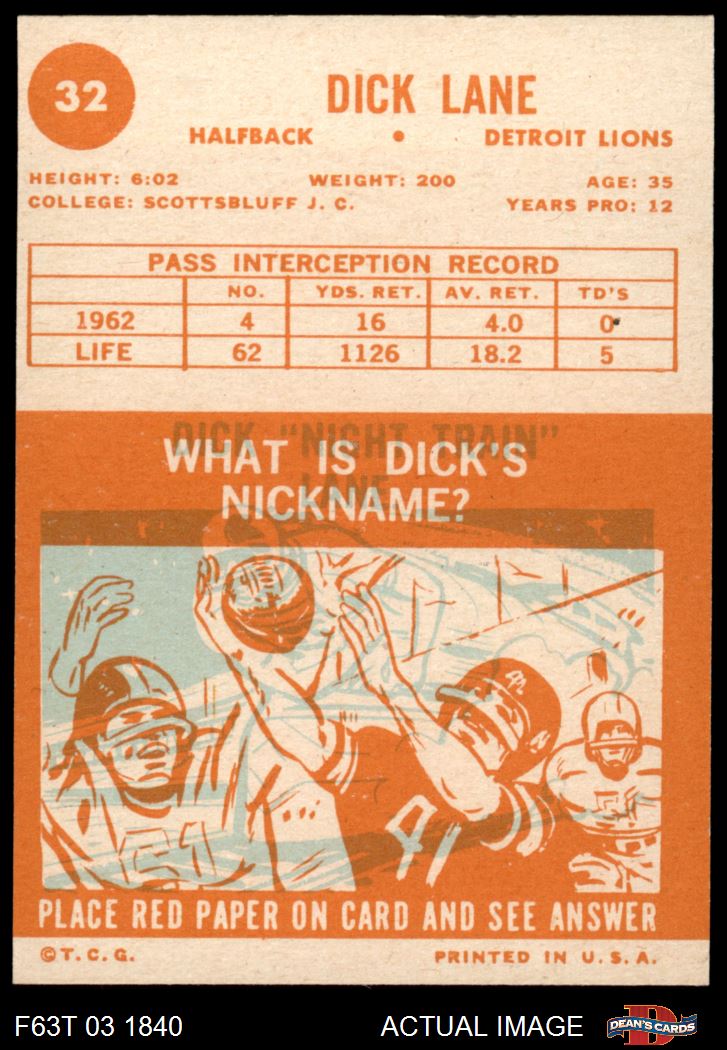 32
DICK LANE
HALFBACK • DETROIT LIONS
HEIGHT: 6:02 WEIGHT: 200 AGE: 35
COLLEGE: SCOTTSBLUFF J. C. YEARS PRO: 12
PASS INTERCEPTION RECORD
NO. YDS. RET. AV. RET. TD'S
1962 4 16 4.0 0
LIFE 62 1126 18.2 5
DICK "NIGHT TRAIN"
LANE
WHAT IS DICK'S
NICKNAME?
41
PLACE RED PAPER ON CARD AND SEE ANSWER
©T. C. G. PRINTED IN U. S. A.
F63T 03 1840 ACTUAL IMAGE DEAN'S CARDS